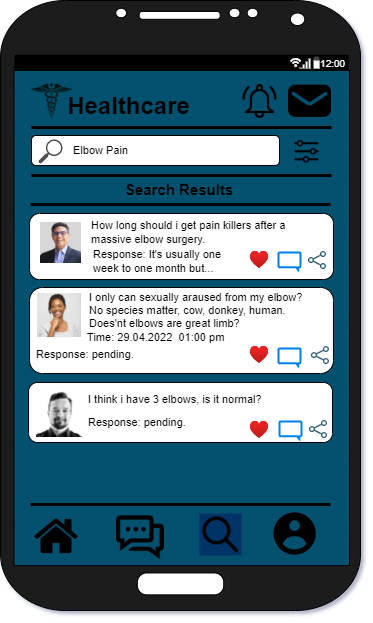 12:00
Healthcare
Elbow Pain
Search Results
How long should i get pain killers after a
massive elbow surgery.
Response: It's usually one
week to one month but...
I only can sexually araused from my elbow?
No species matter, cow, donkey, human.
Does'nt elbows are great limb?
Time: 29.04.2022  01:00 pm
Response: pending.
I think i have 3 elbows, is it normal?
Response: pending.